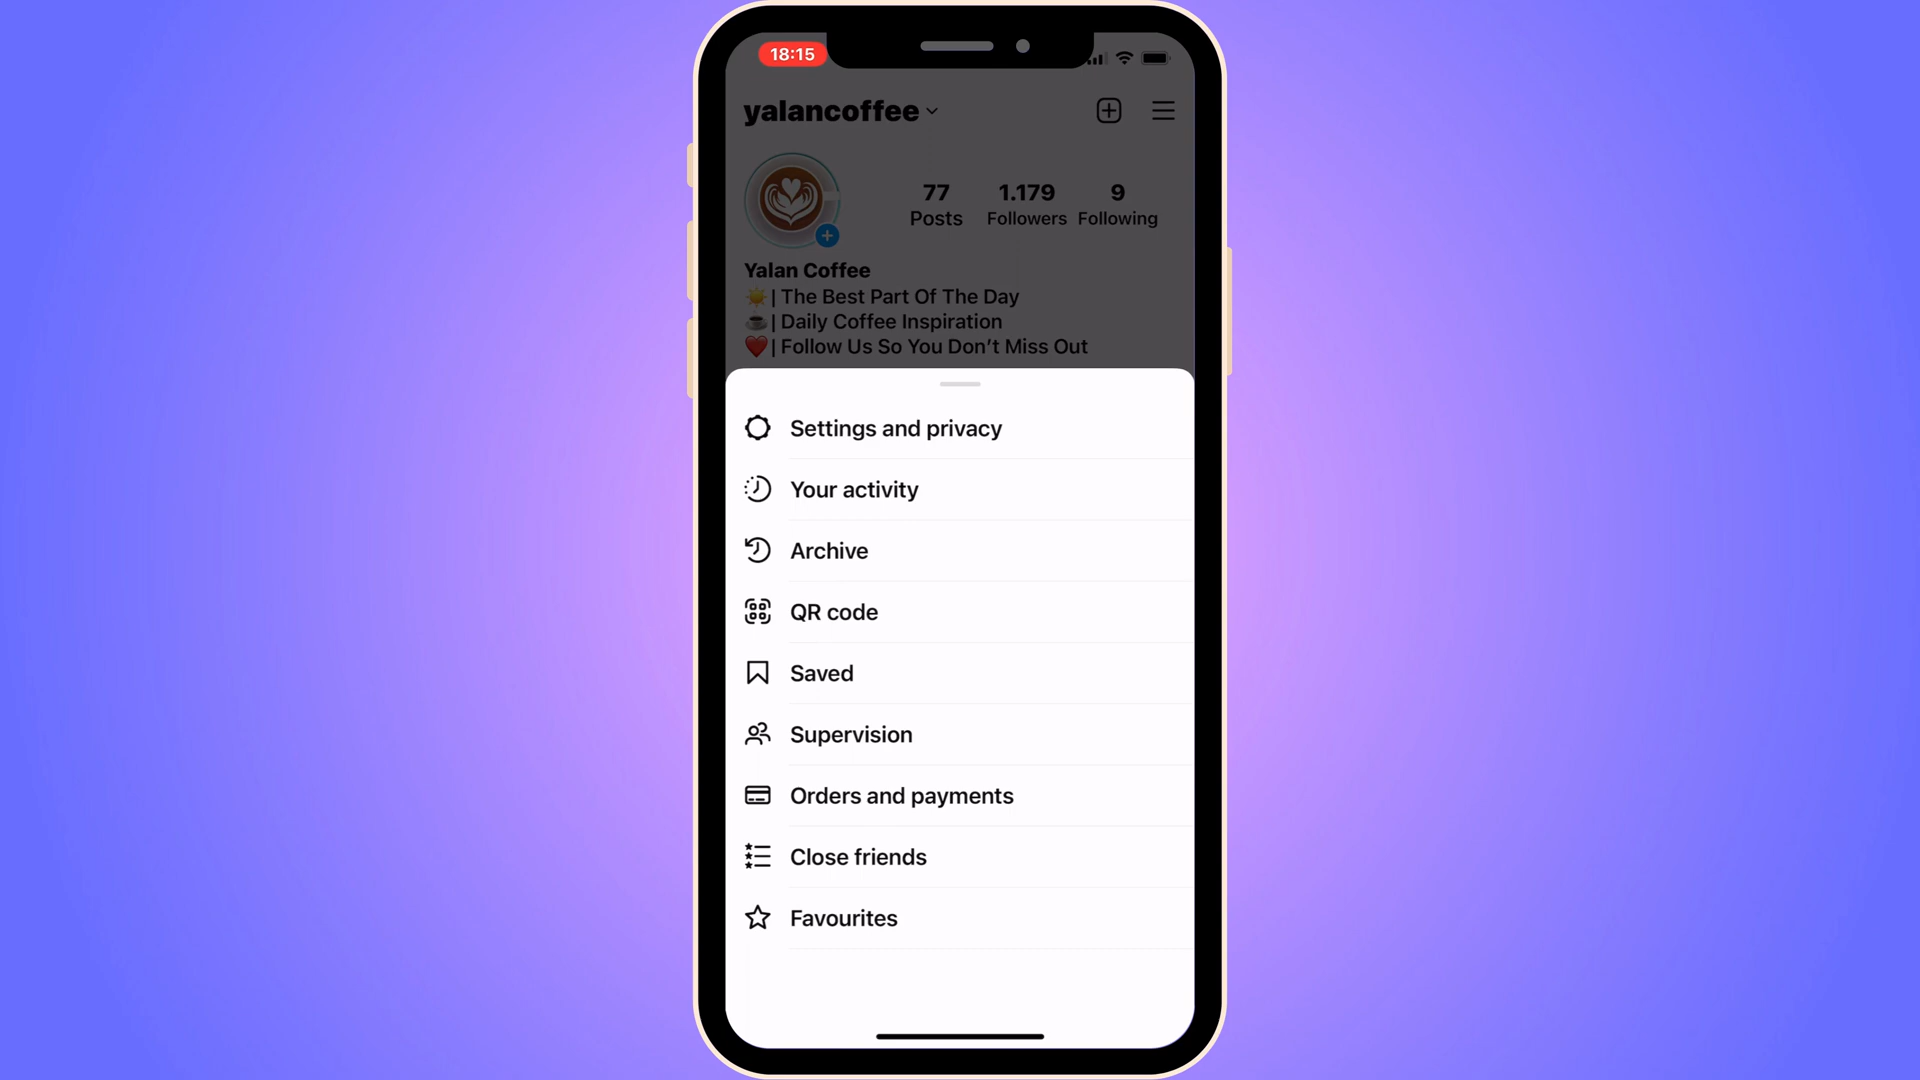 18:15
yalancoffee
77 1.179 9
Posts Followers Following
Yalan Coffee
☀️| The Best Part Of The Day
☕| Daily Coffee Inspiration
❤️| Follow Us So You Don’t Miss Out
Settings and privacy
Your activity
Archive
QR code
Saved
Supervision
Orders and payments
Close friends
Favourites